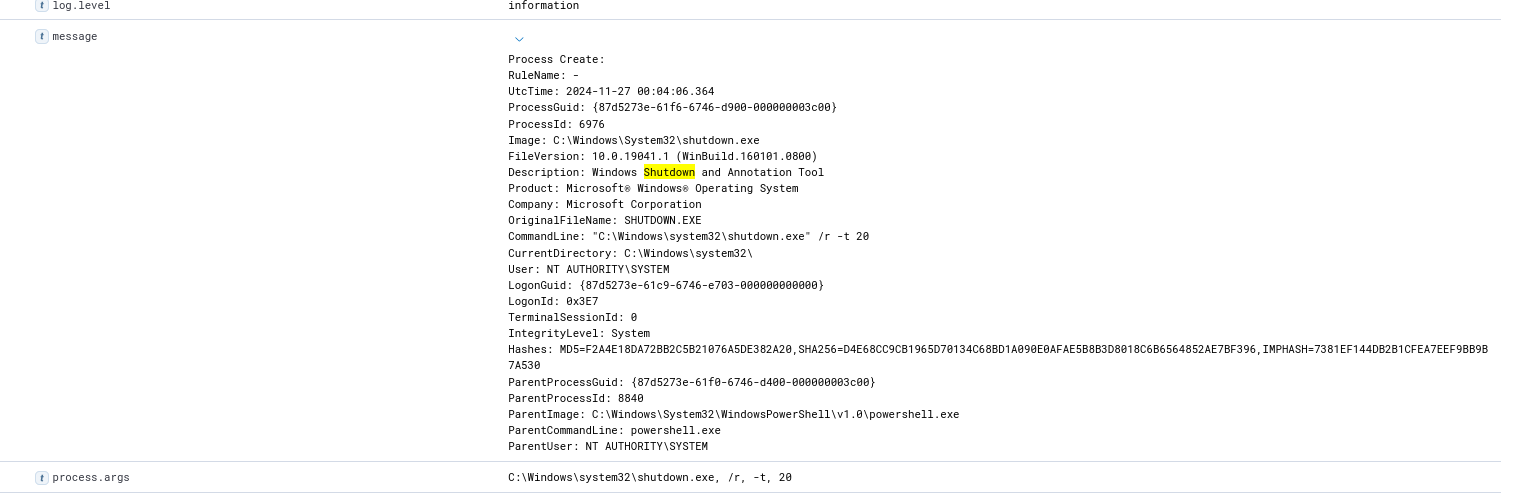 t log.level information
t message
Process Create:
RuleName: -
UtcTime: 2024-11-27 00:04:06.364
ProcessGuid: {87d5273e-61f6-6746-d900-000000003c00}
ProcessId: 6976
Image: C:\Windows\System32\shutdown.exe
FileVersion: 10.0.19041.1 (WinBuild.160101.0800)
Description: Windows Shutdown and Annotation Tool
Product: Microsoft® Windows® Operating System
Company: Microsoft Corporation
OriginalFileName: SHUTDOWN.EXE
CommandLine: "C:\Windows\system32\shutdown.exe" /r -t 20
CurrentDirectory: C:\Windows\system32\
User: NT AUTHORITY\SYSTEM
LogonGuid: {87d5273e-61c9-6746-e703-000000000000}
LogonId: 0x3E7
TerminalSessionId: 0
IntegrityLevel: System
Hashes: MD5=F2A4E18DA72BB2C5B21076A5DE382A20,SHA256=D4E68CC9CB1965D70134C68BD1A090E0AFAE5B8B3D8018C6B6564852AE7BF396,IMPHASH=7381EF144DB2B1CFEA7EEF9BB9B
7A530
ParentProcessGuid: {87d5273e-61f0-6746-d400-000000003c00}
ParentProcessId: 8840
ParentImage: C:\Windows\System32\WindowsPowerShell\v1.0\powershell.exe
ParentCommandLine: powershell.exe
ParentUser: NT AUTHORITY\SYSTEM
t process.args C:\Windows\system32\shutdown.exe, /r, -t, 20